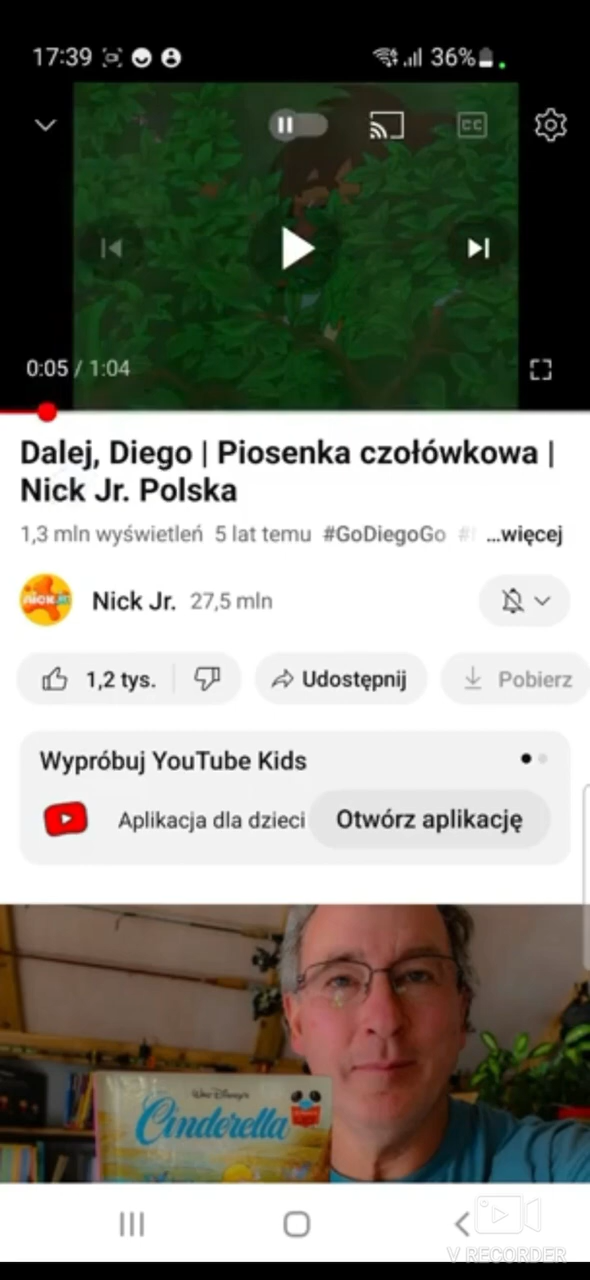 17:39 36%
CC
0:05 / 1:04
Dalej, Diego | Piosenka czołówkowa |
Nick Jr. Polska
1,3 mln wyświetleń 5 lat temu #GoDiegoGo # ...więcej
Nick Jr. 27,5 mln
1,2 tys. Udostępnij Pobierz
Wypróbuj YouTube Kids
Aplikacja dla dzieci Otwórz aplikację
Walt Disney's
Cinderella
V RECORDER